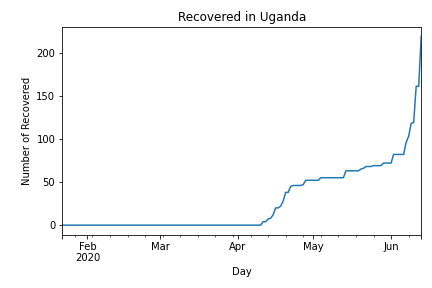 Recovered in Uganda
Number of Recovered
200
150
100
50
0
Feb
2020
Mar
Apr
May
Jun
Day